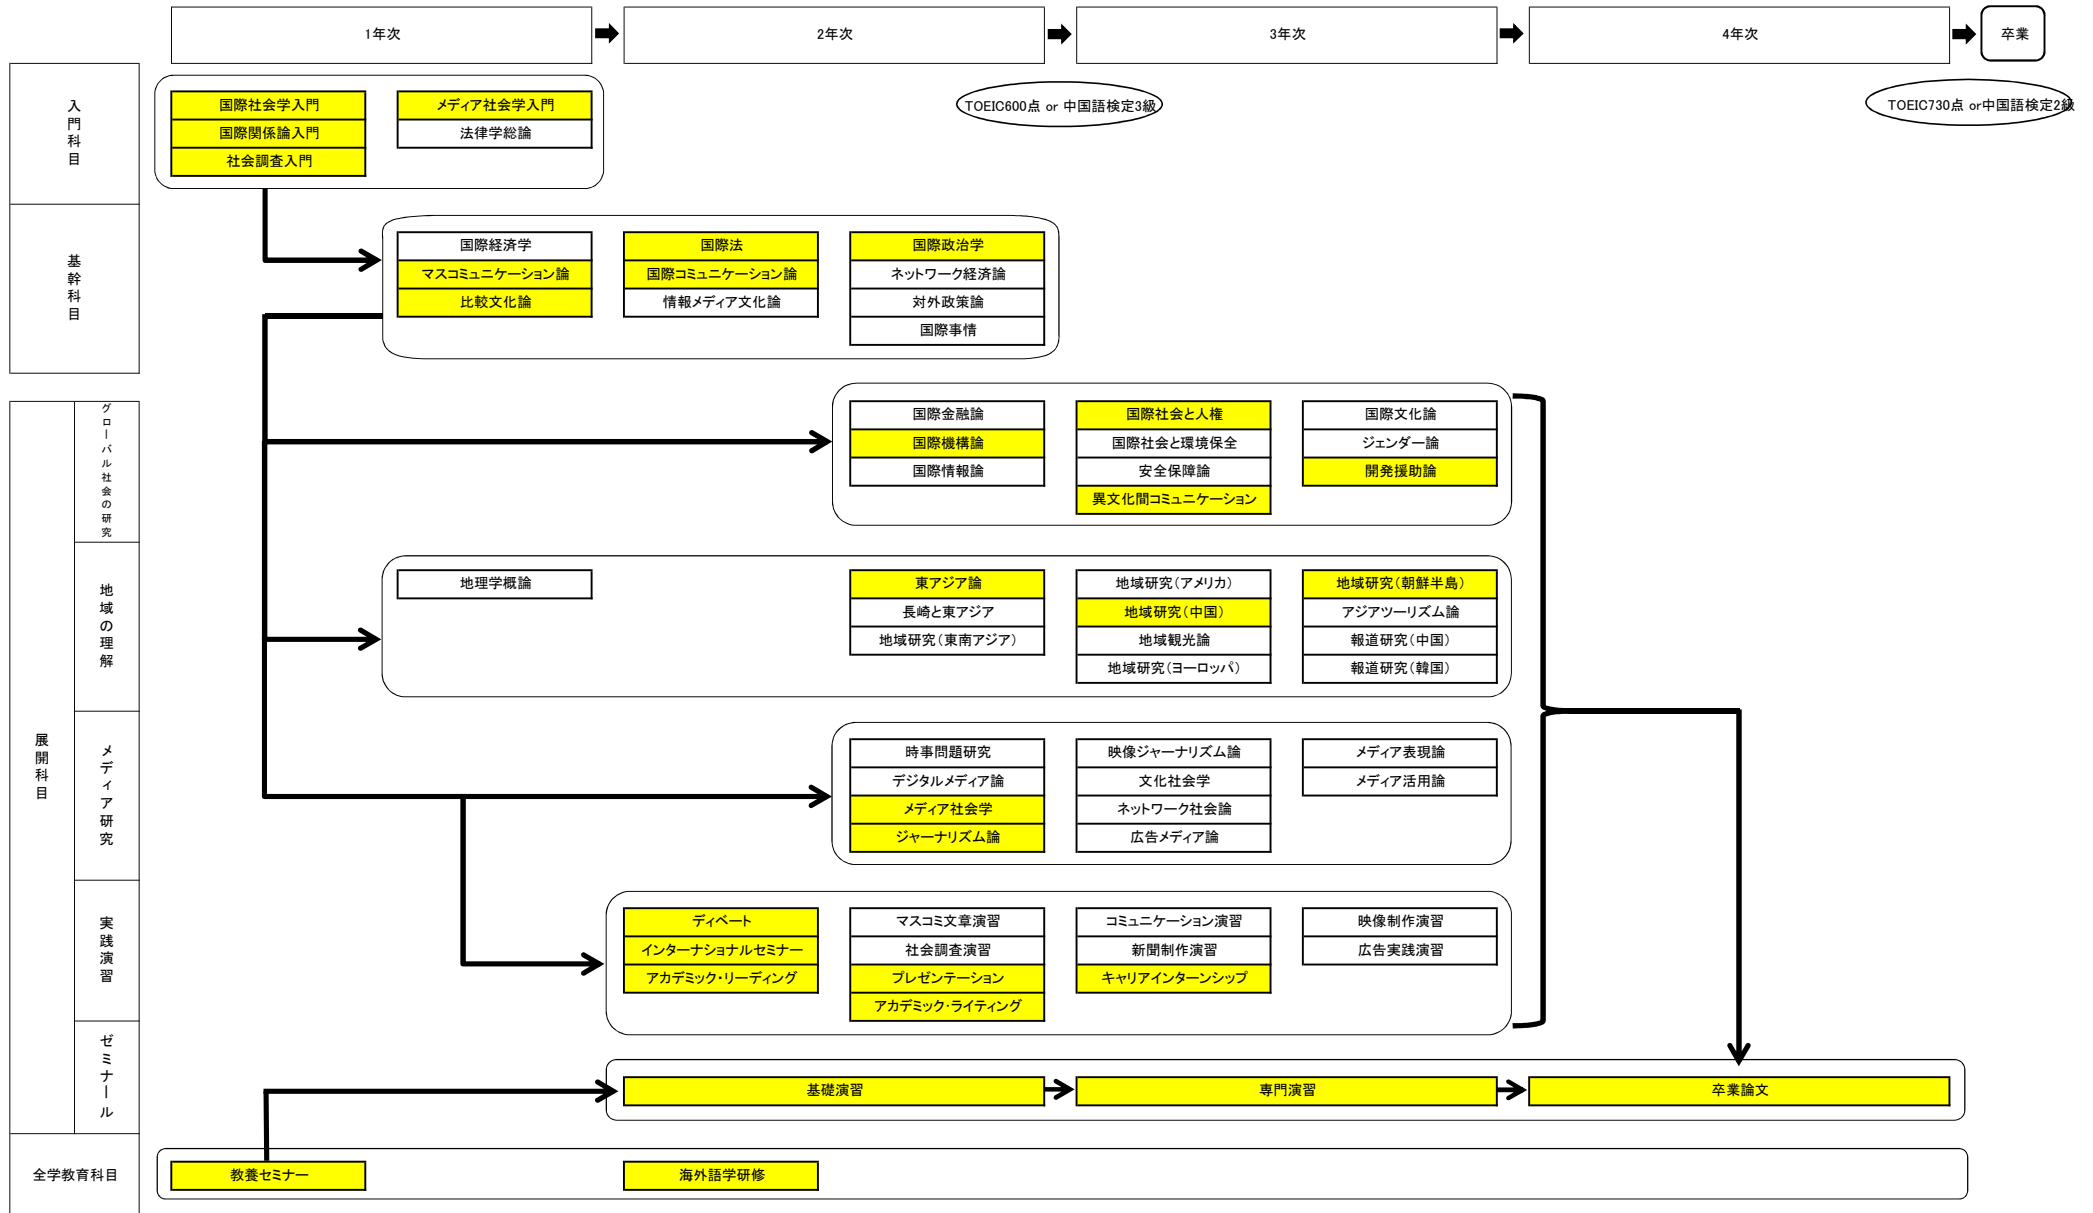 1年次
2年次
3年次
4年次
卒業
入門科目
国際社会学入門
国際関係論入門
社会調査入門
メディア社会学入門
法律学総論
TOEIC600点 or 中国語検定3級
TOEIC730点 or中国語検定2級
基幹科目
国際経済学
マスコミュニケーション論
比較文化論
国際法
国際コミュニケーション論
情報メディア文化論
国際政治学
ネットワーク経済論
対外政策論
国際事情
展開科目
グローバル社会の研究
国際金融論
国際機構論
国際情報論
国際社会と人権
国際社会と環境保全
安全保障論
異文化間コミュニケーション
国際文化論
ジェンダー論
開発援助論
地域の理解
地理学概論
東アジア論
長崎と東アジア
地域研究(東南アジア)
地域研究(アメリカ)
地域研究(中国)
地域観光論
地域研究(ヨーロッパ)
地域研究(朝鮮半島)
アジアツーリズム論
報道研究(中国)
報道研究(韓国)
メディア研究
時事問題研究
デジタルメディア論
メディア社会学
ジャーナリズム論
映像ジャーナリズム論
文化社会学
ネットワーク社会論
広告メディア論
メディア表現論
メディア活用論
実践演習
ディベート
インターナショナルセミナー
アカデミック・リーディング
マスコミ文章演習
社会調査演習
プレゼンテーション
アカデミック・ライティング
コミュニケーション演習
新聞制作演習
キャリアインターンシップ
映像制作演習
広告実践演習
ゼミナール
基礎演習
専門演習
卒業論文
全学教育科目
教養セミナー
海外語学研修